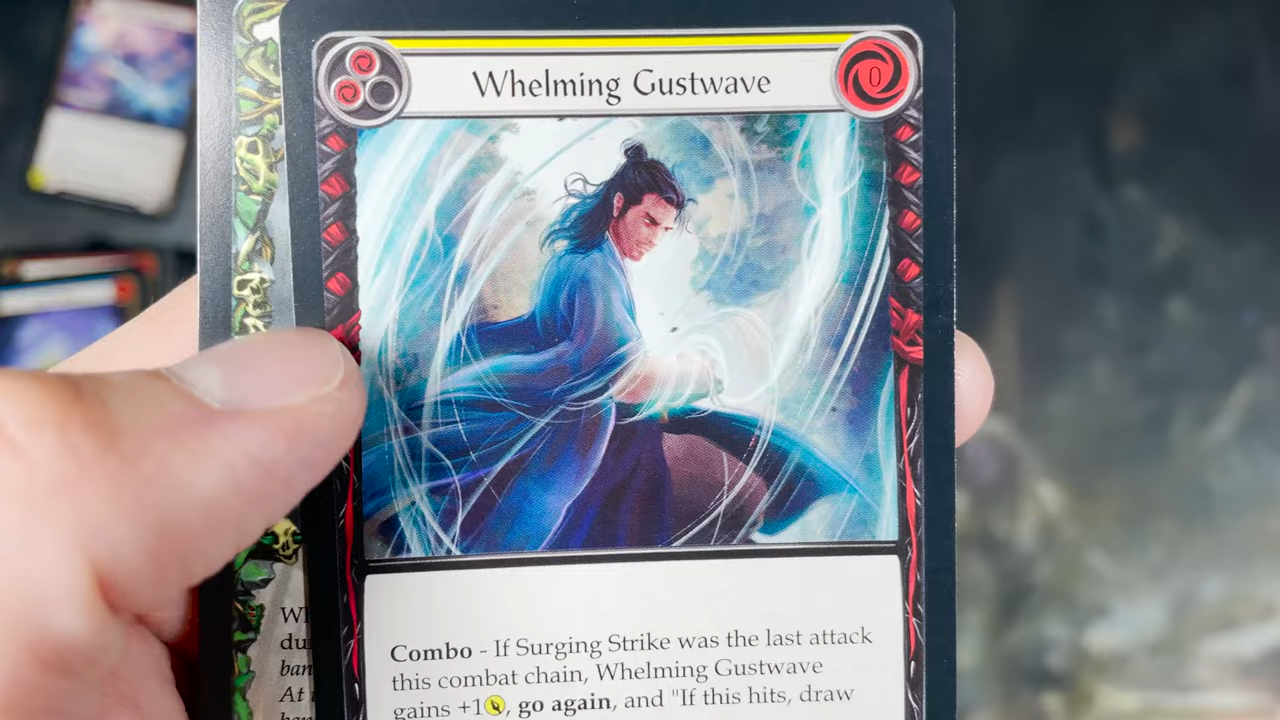 Whelming Gustwave
0
Combo - If Surging Strike was the last attack
this combat chain, Whelming Gustwave
gains +1, go again, and "If this hits, draw
At